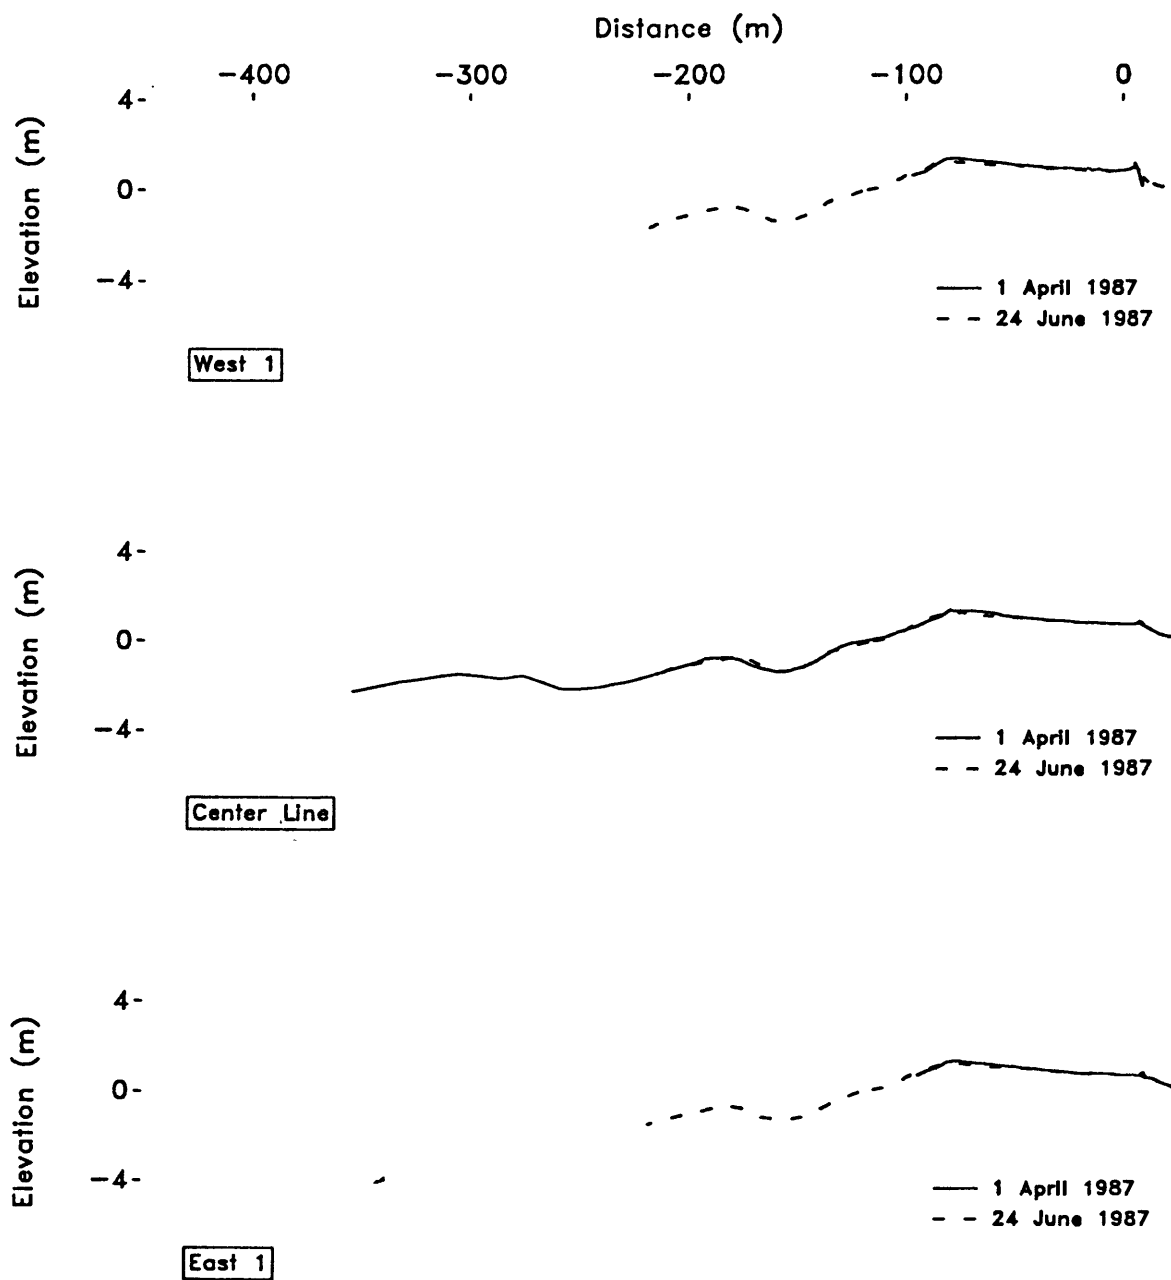 Distance (m)
-400 -300 -200 -100 0
Elevation (m)
4-
0-
-4-
1 April 1987
24 June 1987
West 1
Elevation (m)
4-
0-
-4-
1 April 1987
24 June 1987
Center Line
Elevation (m)
4-
0-
-4-
1 April 1987
24 June 1987
East 1